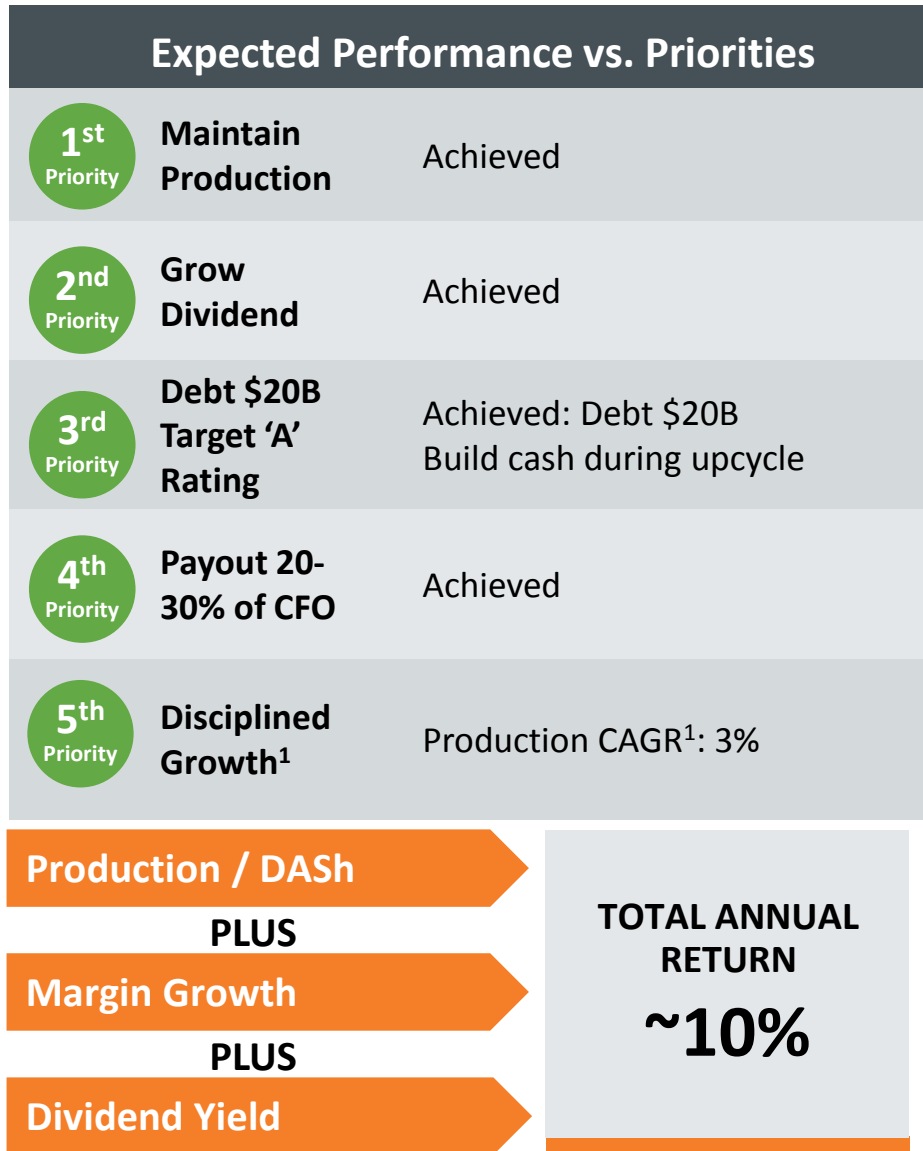 Expected Performance vs. Priorities
1st
Priority
Maintain
Production
Achieved
2nd
Priority
Grow
Dividend
Achieved
3rd
Priority
Debt $20B
Target ‘A’
Rating
Achieved: Debt $20B
Build cash during upcycle
4th
Priority
Payout 20-
30% of CFO
Achieved
5th
Priority
Disciplined
Growth1
Production CAGR1: 3%
Production / DASh
PLUS
Margin Growth
PLUS
Dividend Yield
TOTAL ANNUAL
RETURN
~10%